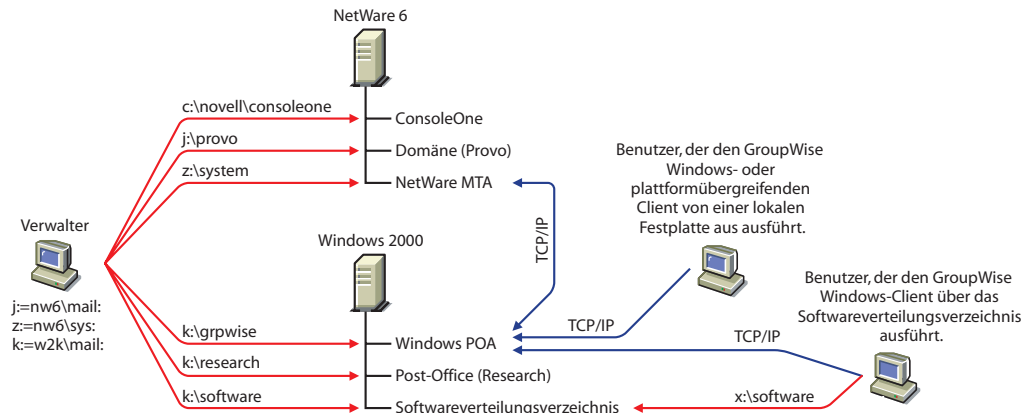 NetWare 6
c:\novell\consoleone
ConsoleOne
j:\provo
Domäne (Provo)
z:\system
NetWare MTA
Verwalter
j:=nw6\mail:
z:=nw6\sys:
k:=w2k\mail:
Windows 2000
TCP/IP
Benutzer, der den GroupWise
Windows- oder
plattformübergreifenden
Client von einer lokalen
Festplatte aus ausführt.
Benutzer, der den GroupWise
Windows-Client über das
Softwareverteilungsverzeichnis
ausführt.
k:\grpwise
Windows POA
TCP/IP
TCP/IP
k:\research
Post-Office (Research)
k:\software
Softwareverteilungsverzeichnis
x:\software